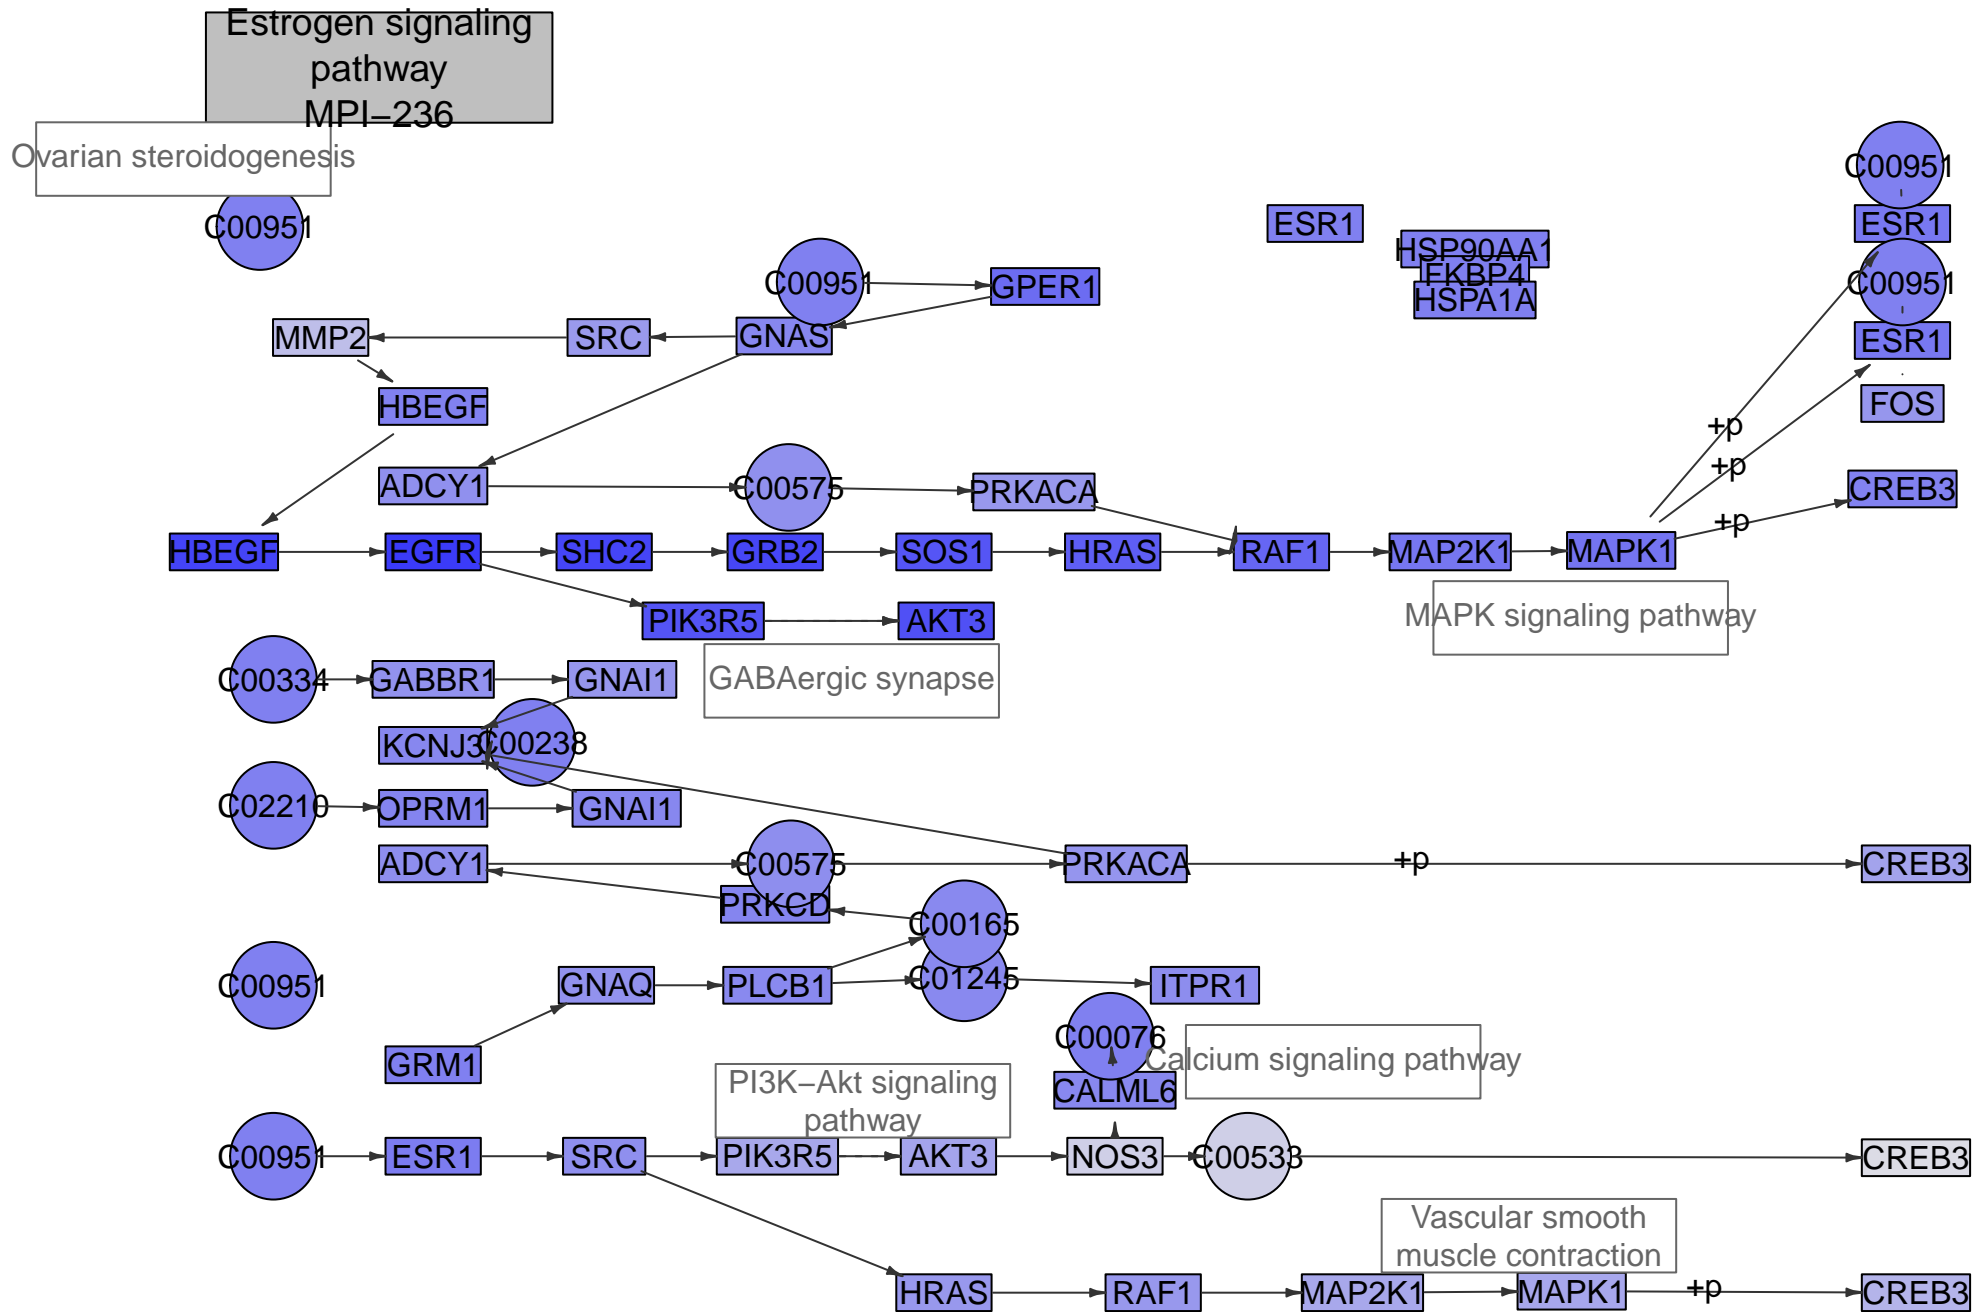 Estrogen signaling
pathway
MPI−236
Ovarian steroidogenesis
C00951
C00951
ESR1
C00951
ESR1
HSP90AA1
FKBP4
HSPA1A
C00951
GPER1
GNAS
SRC
MMP2
ESR1
HBEGF
FOS
+p
+p
ADCY1
C00575
PRKACA
CREB3
+p
HBEGF
EGFR
SHC2
GRB2
SOS1
HRAS
RAF1
MAP2K1
MAPK1
PIK3R5
AKT3
MAPK signaling pathway
C00334
GABBR1
GNAI1
GABAergic synapse
KCNJ3
C00238
C02210
OPRM1
GNAI1
ADCY1
C00575
PRKACA
+p
CREB3
PRKCD
C00165
C00951
GNAQ
PLCB1
C01245
ITPR1
C00076
Calcium signaling pathway
GRM1
CALML6
PI3K−Akt signaling
pathway
C00951
ESR1
SRC
PIK3R5
AKT3
NOS3
C00533
CREB3
Vascular smooth
muscle contraction
HRAS
RAF1
MAP2K1
MAPK1
+p
CREB3